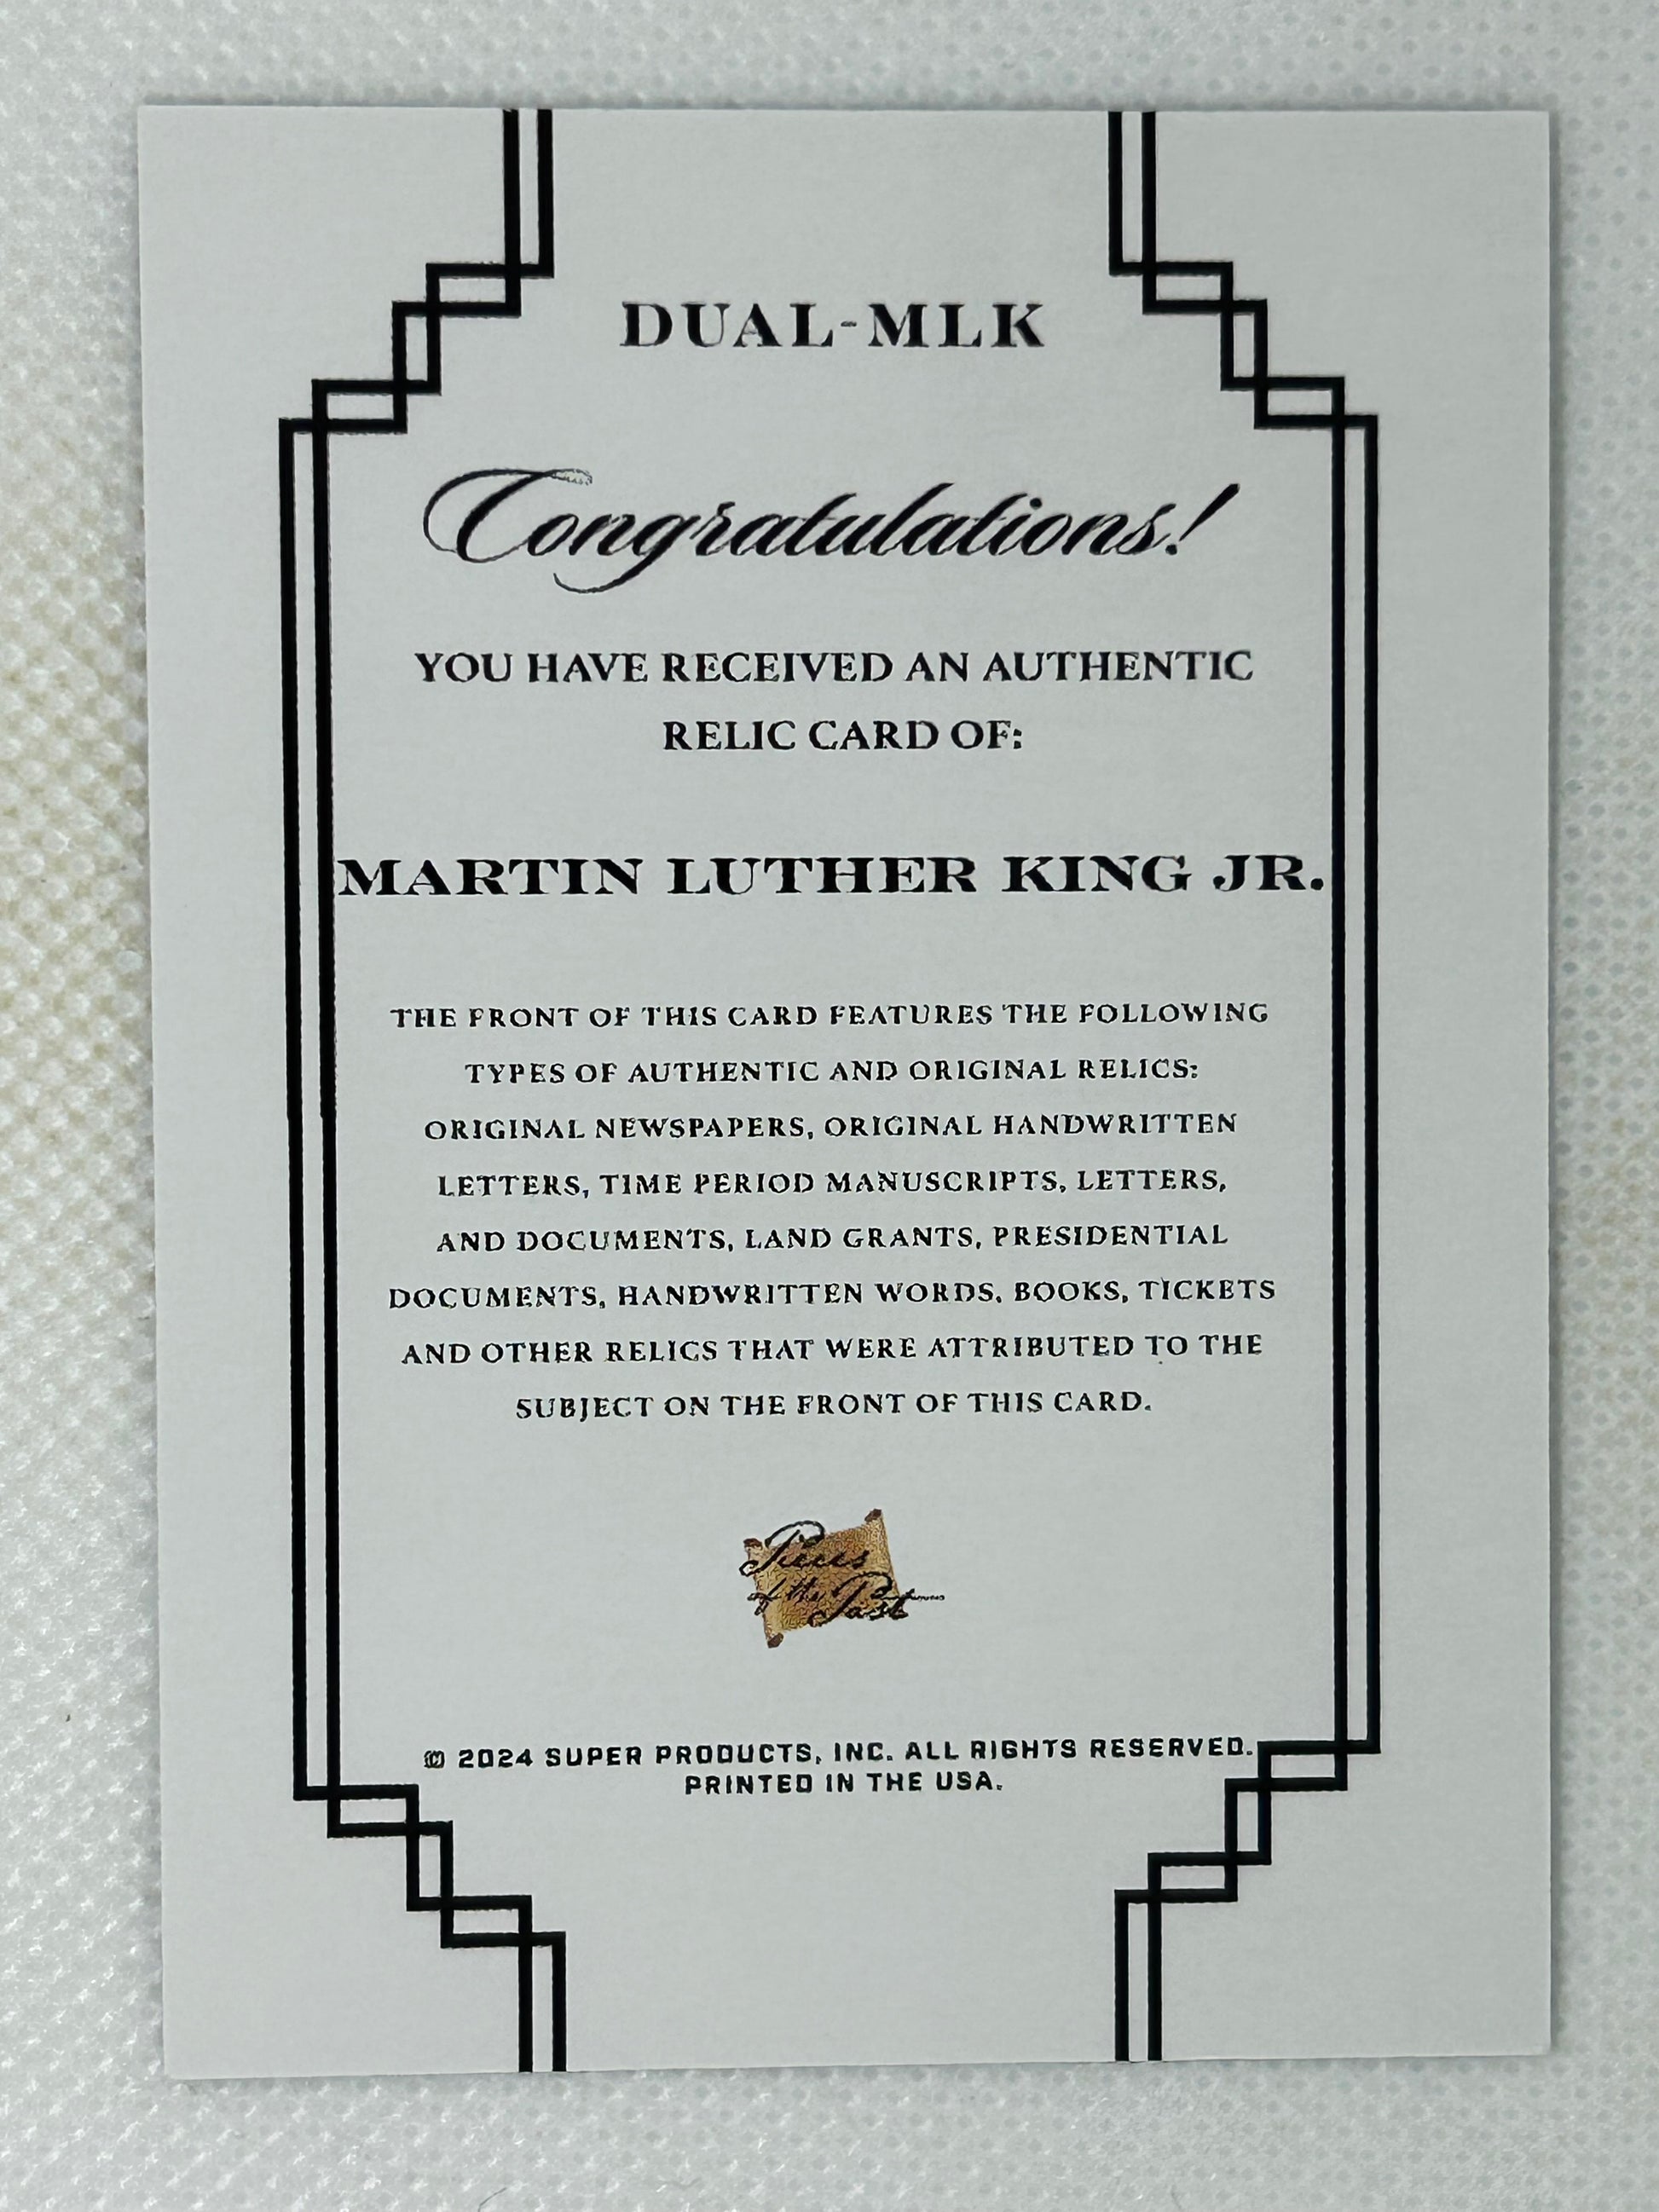 DUAL-MLK
Congratulations!
YOU HAVE RECEIVED AN AUTHENTIC
RELIC CARD OF:
MARTIN LUTHER KING JR.
THE FRONT OF THIS CARD FEATURES THE FOLLOWING
TYPES OF AUTHENTIC AND ORIGINAL RELICS:
ORIGINAL NEWSPAPERS, ORIGINAL HANDWRITTEN
LETTERS, TIME PERIOD MANUSCRIPTS, LETTERS,
AND DOCUMENTS, LAND GRANTS, PRESIDENTIAL
DOCUMENTS, HANDWRITTEN WORDS, BOOKS, TICKETS
AND OTHER RELICS THAT WERE ATTRIBUTED TO THE
SUBJECT ON THE FRONT OF THIS CARD.
Pieces
of the Past
© 2024 SUPER PRODUCTS, INC. ALL RIGHTS RESERVED.
PRINTED IN THE USA.